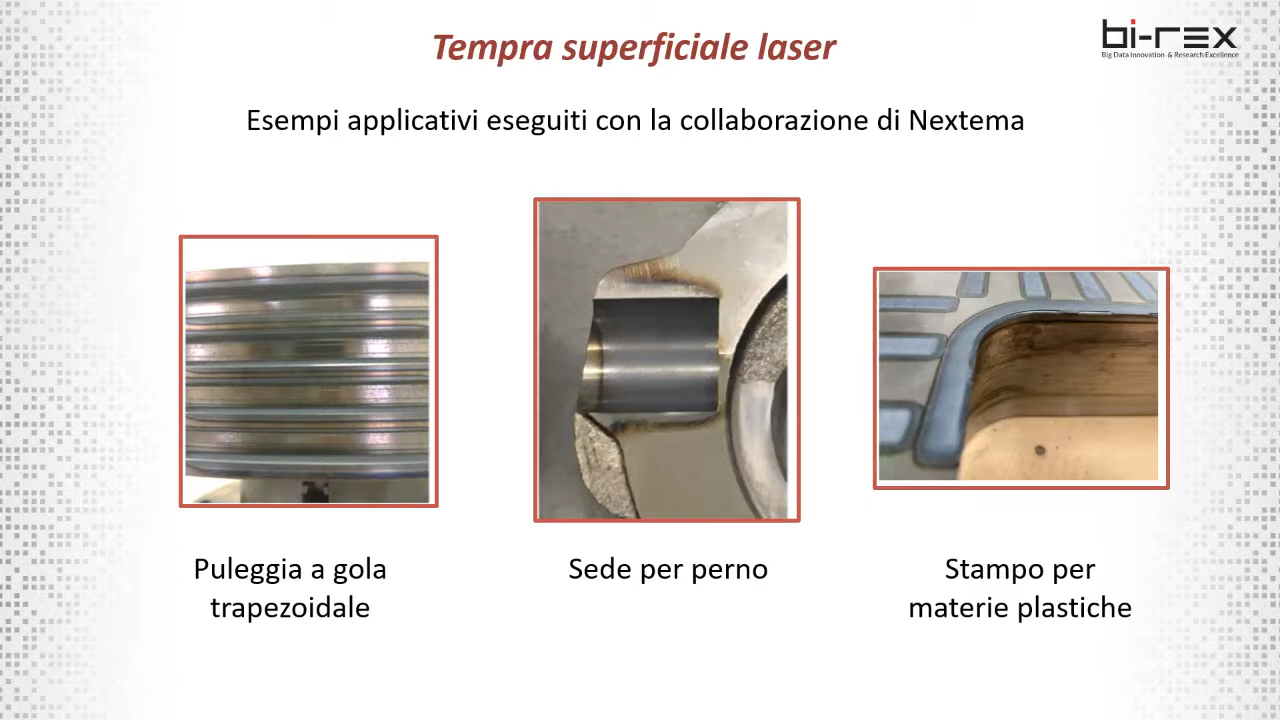 Tempra superficiale laser
bi-rex
Big Data Innovation & Research Excellence
Esempi applicativi eseguiti con la collaborazione di Nextema
Puleggia a gola
trapezoidale
Sede per perno
Stampo per
materie plastiche